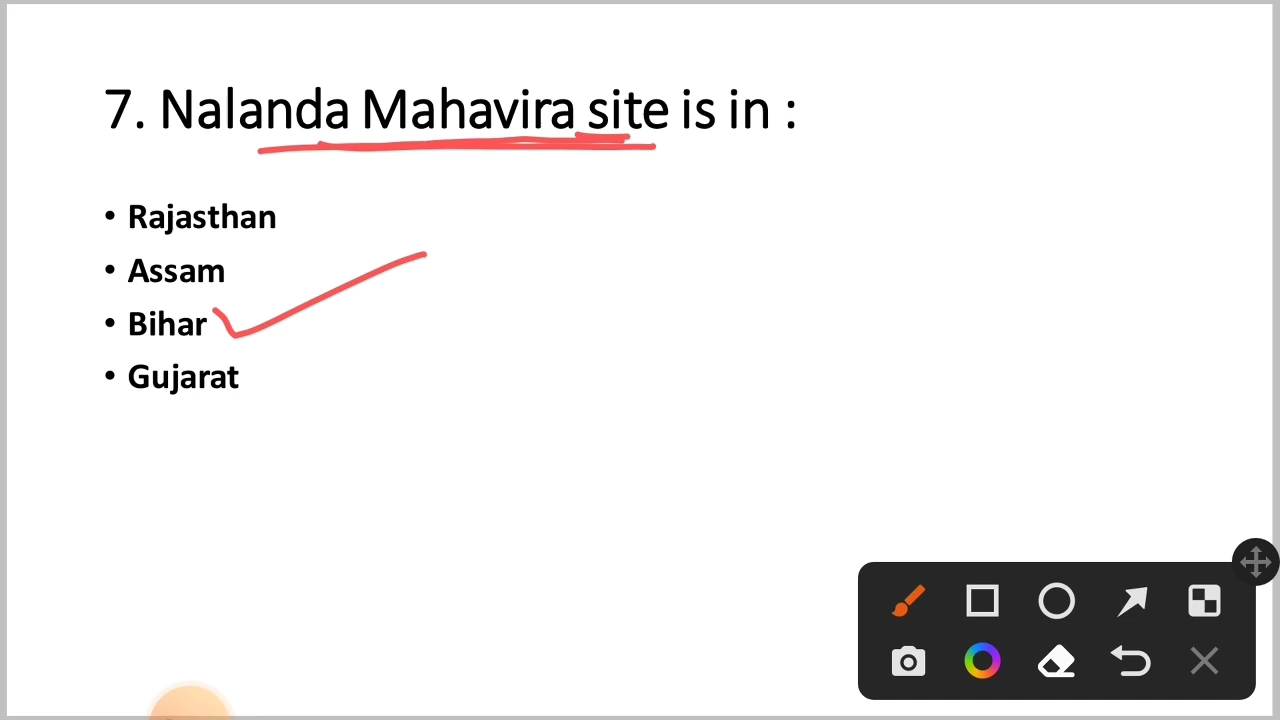 7. Nalanda Mahavira site is in :
• Rajasthan
• Assam
• Bihar
• Gujarat